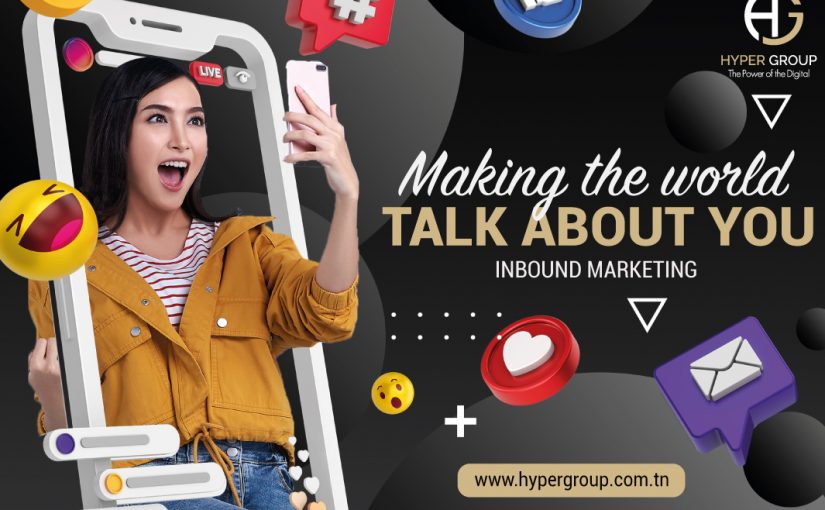 LIVE
#
HG
HYPER GROUP
The Power of the Digital
Making the world
TALK ABOUT YOU
INBOUND MARKETING
www.hypergroup.com.tn